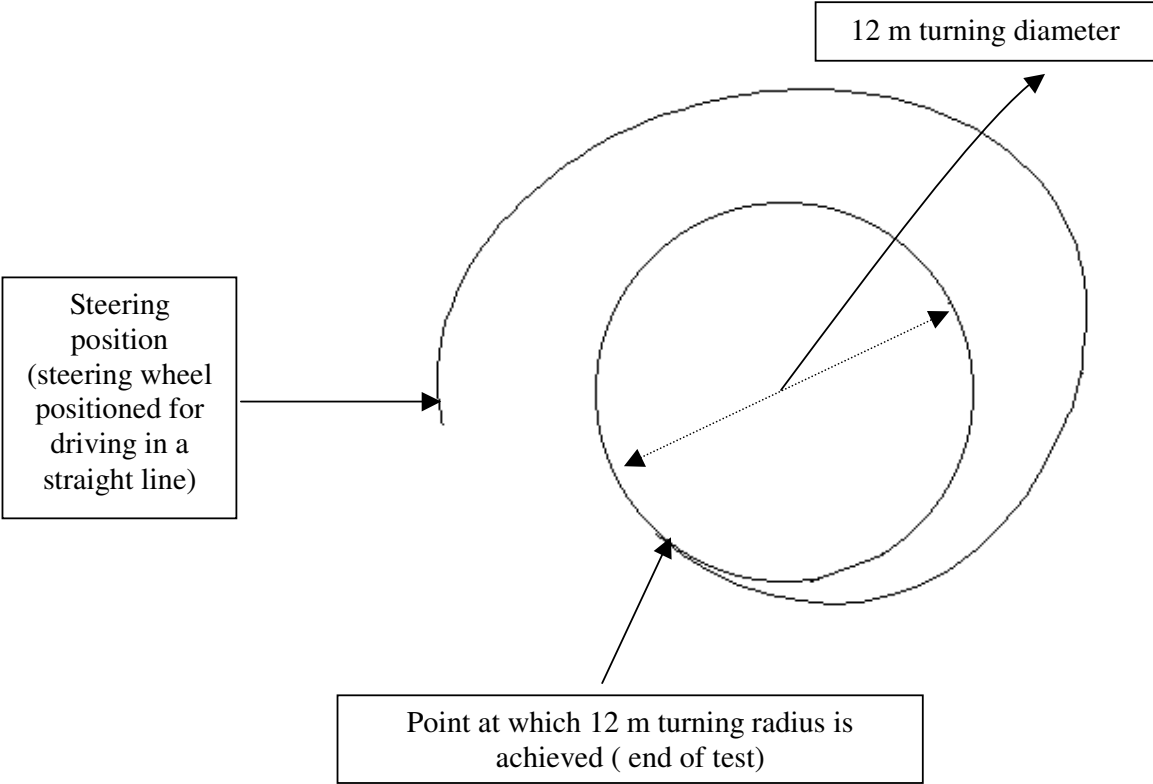 12 m turning diameter
Steering
position
(steering wheel
positioned for
driving in a
straight line)
Point at which 12 m turning radius is
achieved ( end of test)